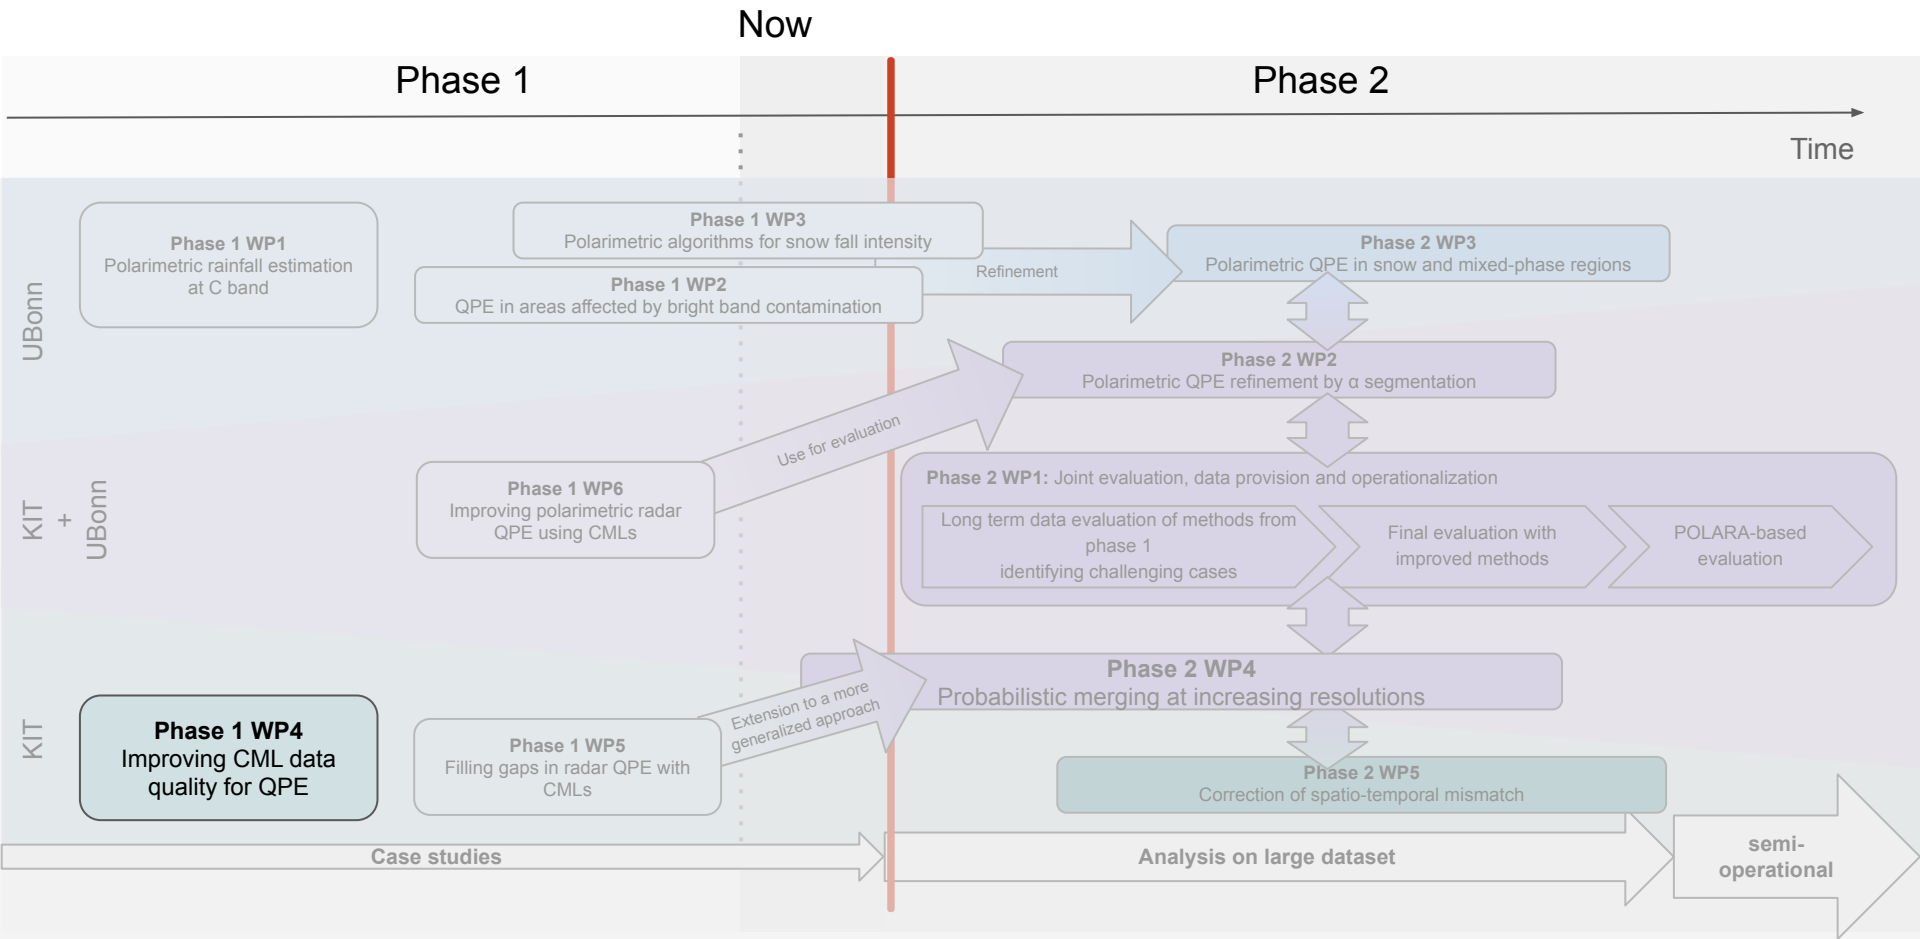 Now
Phase 1
Phase 2
Time
UBonn
Phase 1 WP1
Polarimetric rainfall estimation
at C band
Phase 1 WP3
Polarimetric algorithms for snow fall intensity
Phase 1 WP2
QPE in areas affected by bright band contamination
Refinement
Phase 2 WP3
Polarimetric QPE in snow and mixed-phase regions
Phase 2 WP2
Polarimetric QPE refinement by α segmentation
Use for evaluation
KIT
+
UBonn
Phase 1 WP6
Improving polarimetric radar
QPE using CMLs
Phase 2 WP1: Joint evaluation, data provision and operationalization
Long term data evaluation of methods from
phase 1
identifying challenging cases
Final evaluation with
improved methods
POLARA-based
evaluation
KIT
Phase 1 WP4
Improving CML data
quality for QPE
Phase 1 WP5
Filling gaps in radar QPE with
CMLs
Extension to a more
generalized approach
Phase 2 WP4
Probabilistic merging at increasing resolutions
Phase 2 WP5
Correction of spatio-temporal mismatch
Case studies
Analysis on large dataset
semi-
operational